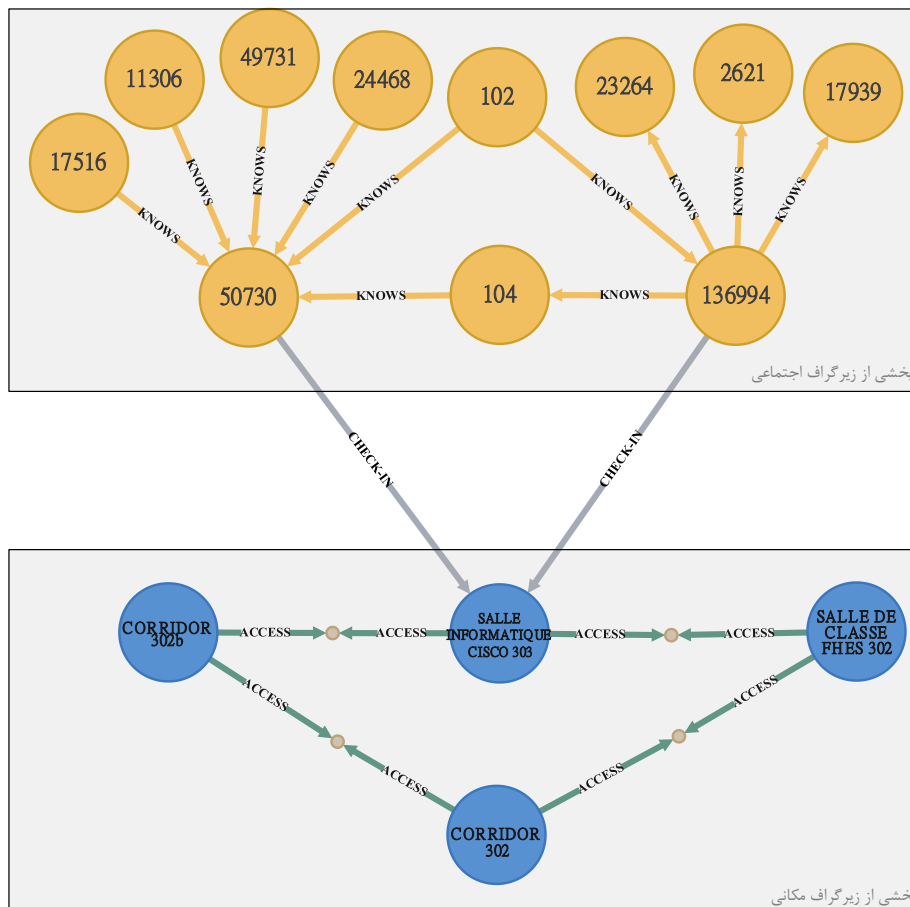 49731
11306
24468
102
23264
2621
17939
17516
KNOWS
KNOWS
KNOWS
KNOWS
KNOWS
KNOWS
KNOWS
KNOWS
KNOWS
50730
KNOWS
104
KNOWS
136994
بخشی از زیرگراف اجتماعی
CHECK-IN
CHECK-IN
CORRIDOR
302b
ACCESS
ACCESS
SALLE
INFORMATIQUE
CISCO 303
ACCESS
ACCESS
SALLE DE
CLASSE
FHES 302
ACCESS
ACCESS
ACCESS
ACCESS
CORRIDOR
302
بخشی از زیرگراف مکانی